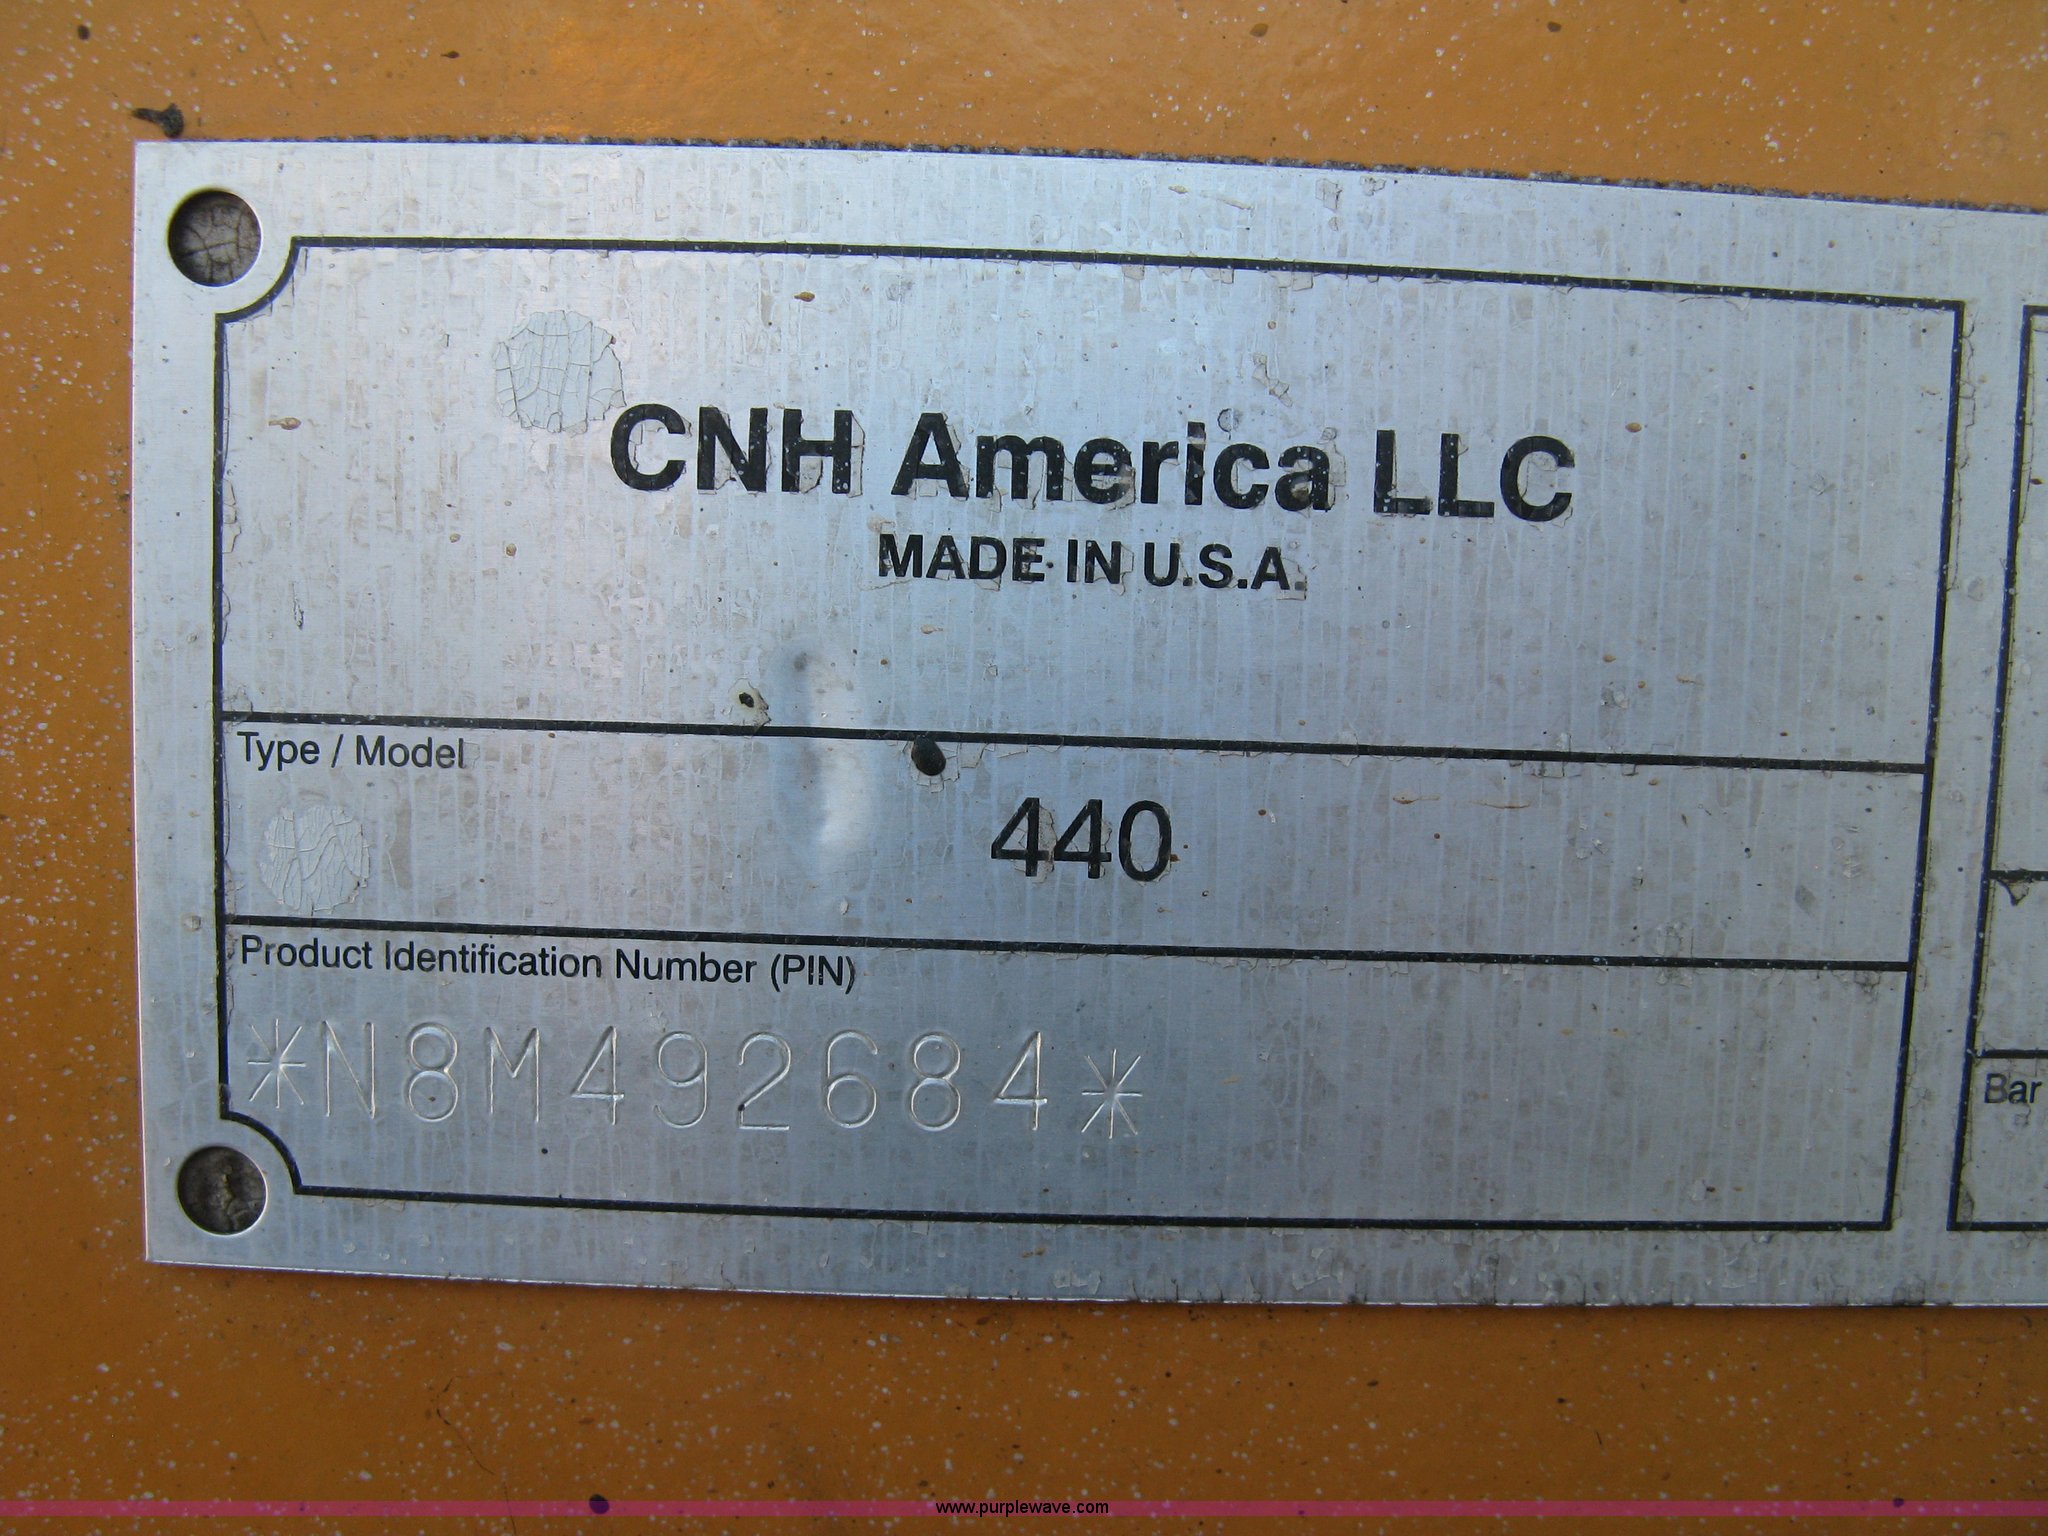 CNH America LLC
MADE IN U.S.A.
Type / Model
440
Product Identification Number (PIN)
*N8M492684*
Bar
www.purplewave.com